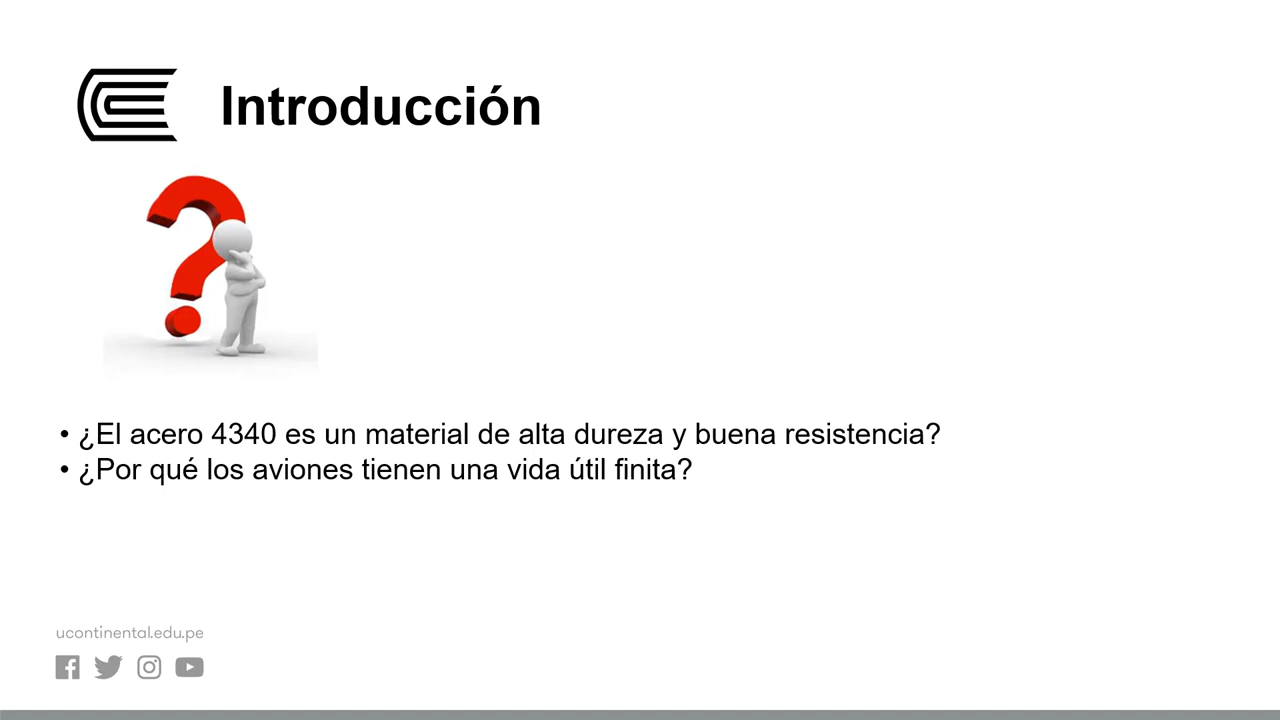 Introducción
• ¿El acero 4340 es un material de alta dureza y buena resistencia?
• ¿Por qué los aviones tienen una vida útil finita?
ucontinental.edu.pe